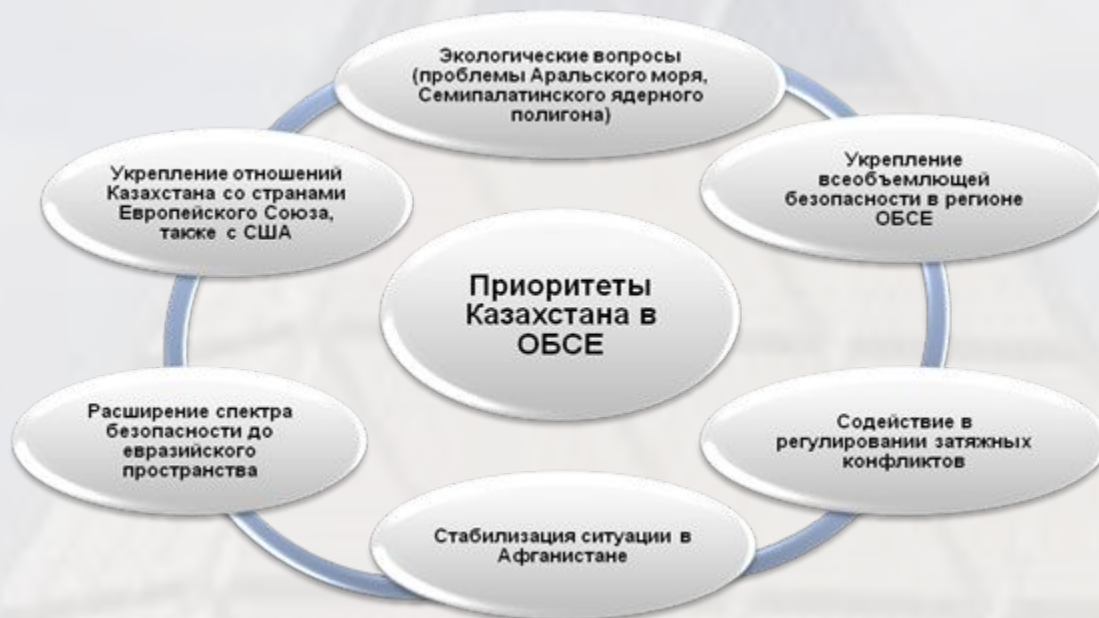 Экологические вопросы
(проблемы Аральского моря,
Семипалатинского ядерного
полигона)
Укрепление
всеобъемлющей
безопасности в регионе
ОБСЕ
Содействие в
регулировании затяжных
конфликтов
Стабилизация ситуации в
Афганистане
Расширение спектра
безопасности до
евразийского
пространства
Укрепление отношений
Казахстана со странами
Европейского Союза,
также с США
Приоритеты
Казахстана в
ОБСЕ